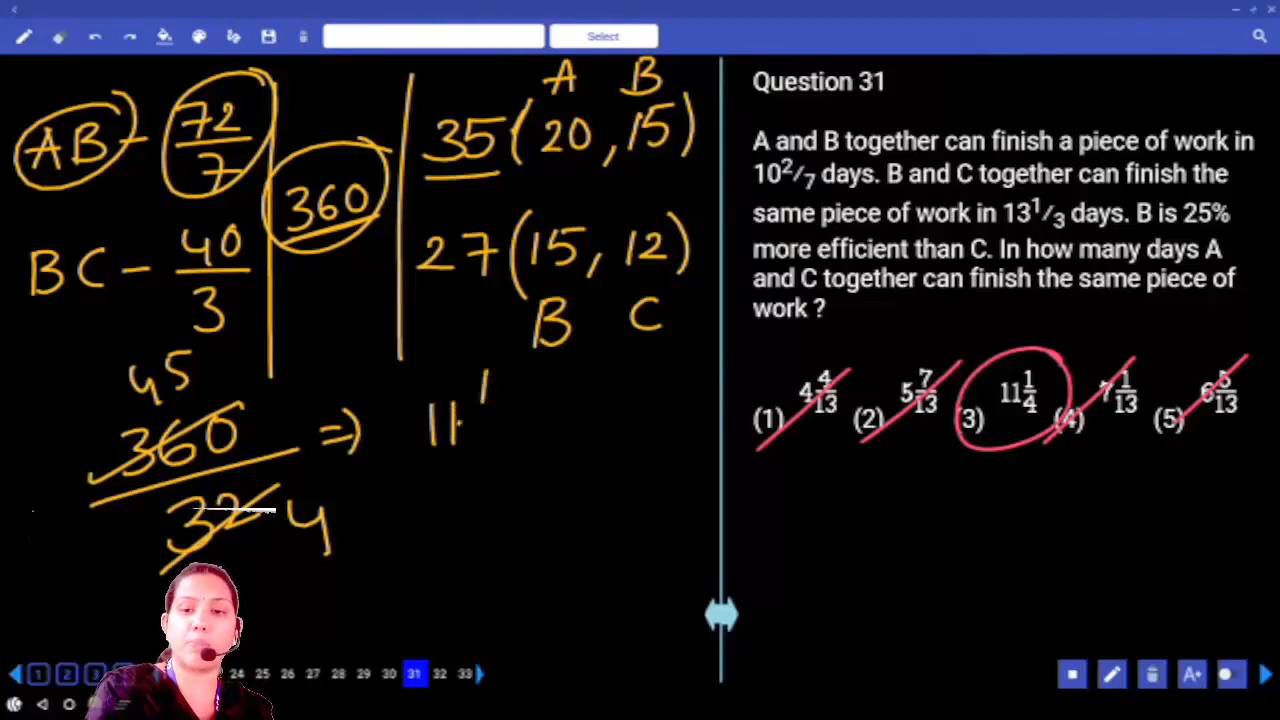 Select
AB - 72/7
360
BC - 40/3
A B
35 ( 20 , 15 )
27 ( 15 , 12 )
B C
45
360/32 4 => 11 1
Question 31
A and B together can finish a piece of work in
10 2/7 days. B and C together can finish the
same piece of work in 13 1/3 days. B is 25%
more efficient than C. In how many days A
and C together can finish the same piece of
work ?
(1) 4 4/13 (2) 5 7/13 (3) 11 1/4 (4) 7 1/13 (5) 6 5/13
1 2 3 24 25 26 27 28 29 30 31 32 33
A+